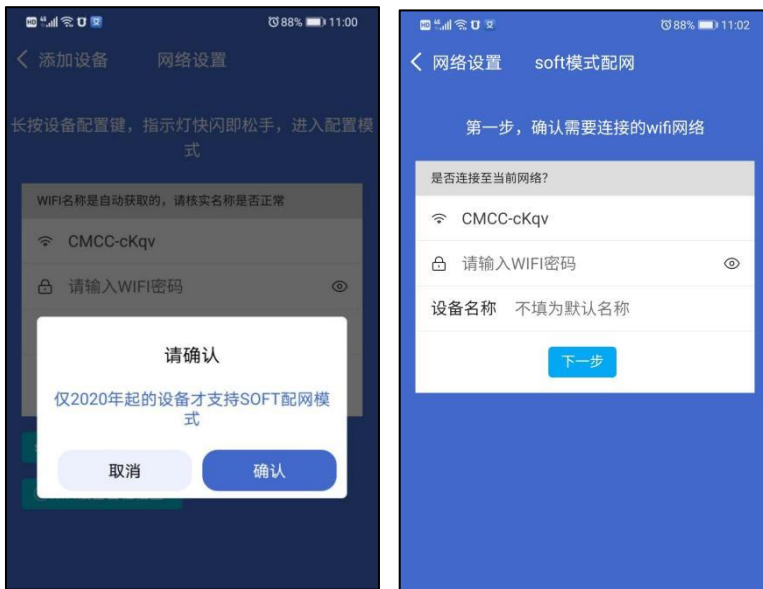 HD 88% 11:00
添加设备 网络设置
长按设备配置键，指示灯快闪即松手，进入配置模
式
WIFI名称是自动获取的，请核实名称是否正常
CMCC-cKqv
请输入WIFI密码
请确认
仅2020年起的设备才支持SOFT配网模
式
取消 确认
HD 88% 11:02
网络设置 soft模式配网
第一步，确认需要连接的wifi网络
是否连接至当前网络？
CMCC-cKqv
请输入WIFI密码
设备名称 不填为默认名称
下一步